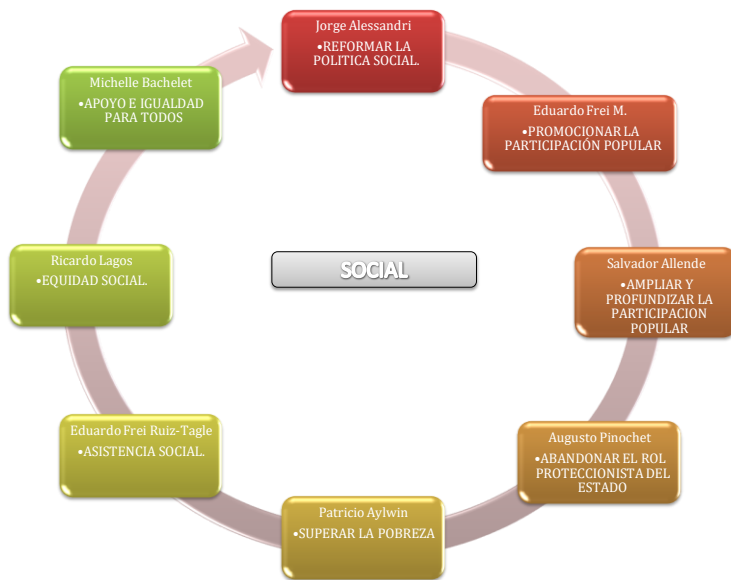 Jorge Alessandri
•REFORMAR LA
POLITICA SOCIAL.
Eduardo Frei M.
•PROMOCIONAR LA
PARTICIPACIÓN POPULAR
Salvador Allende
•AMPLIAR Y
PROFUNDIZAR LA
PARTICIPACION
POPULAR
Augusto Pinochet
•ABANDONAR EL ROL
PROTECCIONISTA DEL
ESTADO
Patricio Aylwin
•SUPERAR LA POBREZA
Eduardo Frei Ruiz-Tagle
•ASISTENCIA SOCIAL.
Ricardo Lagos
•EQUIDAD SOCIAL.
Michelle Bachelet
•APOYO E IGUALDAD
PARA TODOS
SOCIAL